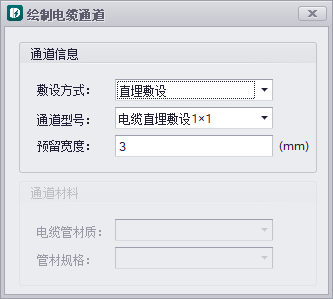 绘制电缆通道
通道信息
敷设方式： 直埋敷设
通道型号： 电缆直埋敷设1×1
预留宽度： 3 (mm)
通道材料
电缆管材质：
管材规格：